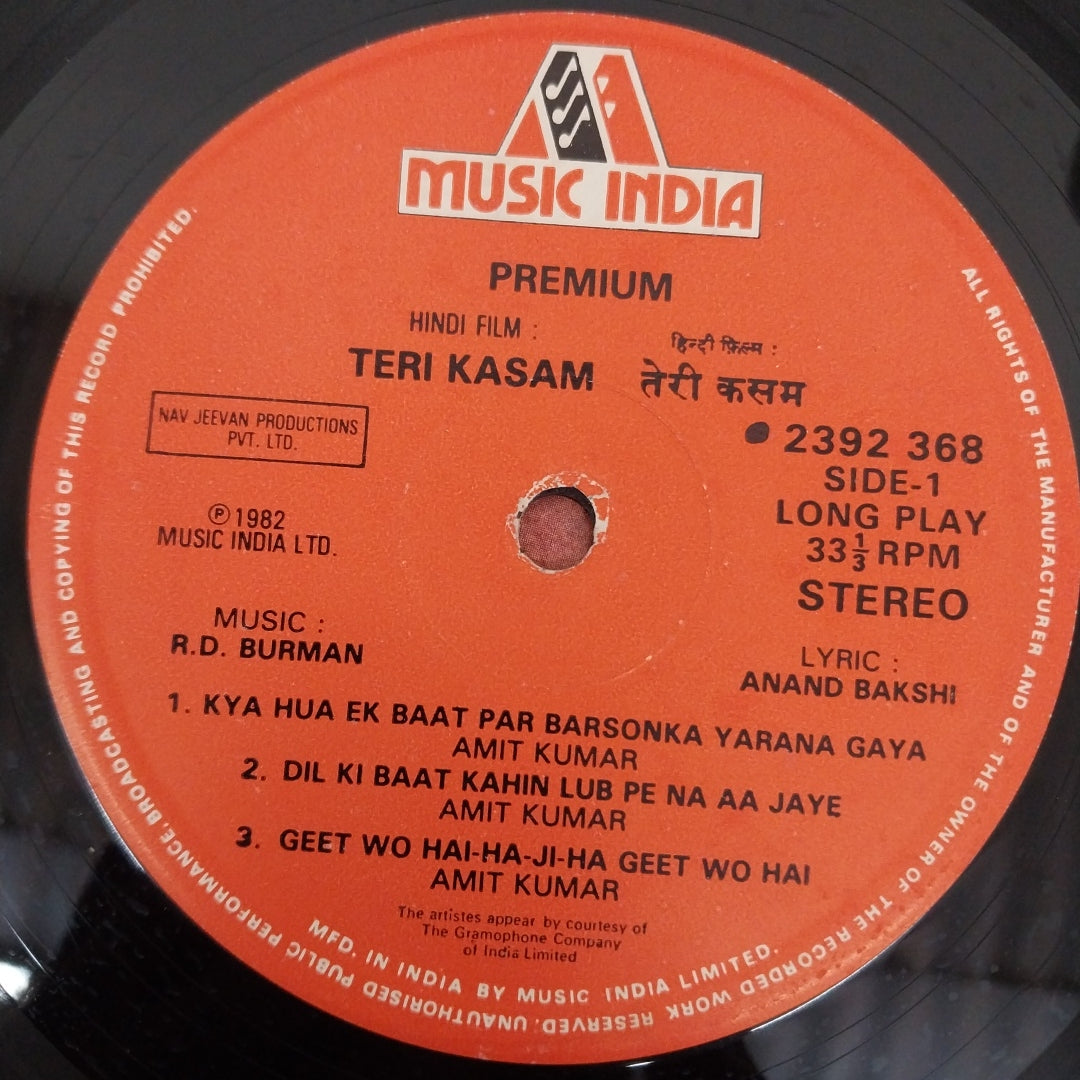 MUSIC INDIA
PREMIUM
HINDI FILM :
हिन्दी फ़िल्म :
TERI KASAM
तेरी कसम
NAV JEEVAN PRODUCTIONS
PVT. LTD.
2392 368
SIDE-1
LONG PLAY
33⅓ RPM
STEREO
℗ 1982
MUSIC INDIA LTD.
MUSIC :
R.D. BURMAN
LYRIC :
ANAND BAKSHI
1. KYA HUA EK BAAT PAR BARSONKA YARANA GAYA
AMIT KUMAR
2. DIL KI BAAT KAHIN LUB PE NA AA JAYE
AMIT KUMAR
3. GEET WO HAI-HA-JI-HA GEET WO HAI
AMIT KUMAR
The artistes appear by courtesy of
The Gramophone Company
of India Limited
MFD. IN INDIA BY MUSIC INDIA LIMITED.
ALL RIGHTS OF THE MANUFACTURER AND OF THE OWNER OF THE RECORDED WORK RESERVED. UNAUTHORISED PUBLIC PERFORMANCE, BROADCASTING AND COPYING OF THIS RECORD PROHIBITED.